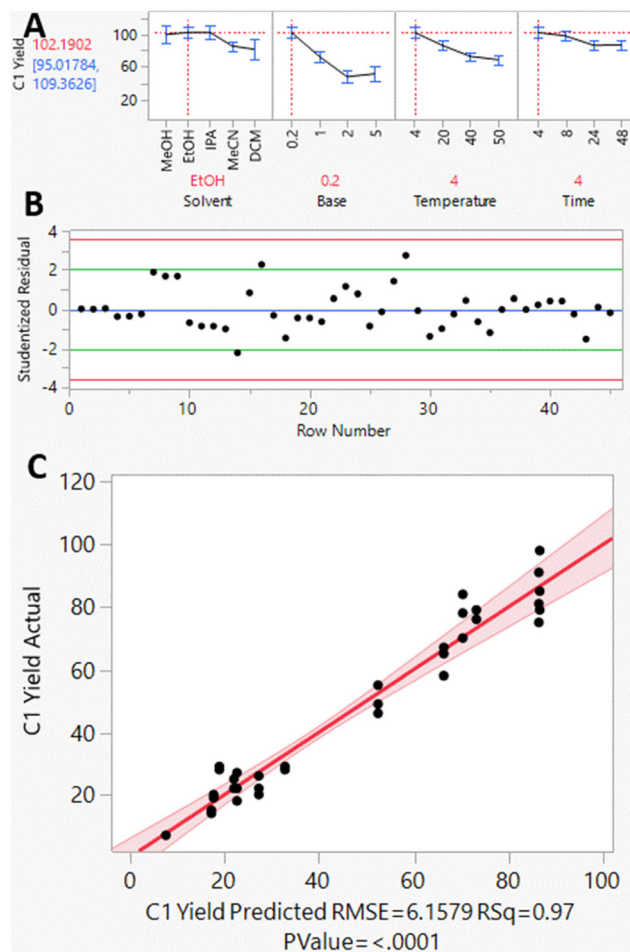 A
C1 Yield
102.1902
[95.01784,
109.3626]
100
60
20
MeOH
EtOH
IPA
MeCN
DCM
0.2
1
2
5
4
20
40
50
4
8
24
48
EtOH
0.2
4
4
Solvent
Base
Temperature
Time
B
Studentized Residual
4
2
0
-2
-4
0
10
20
30
40
Row Number
C
C1 Yield Actual
120
100
80
60
40
20
0
20
40
60
80
100
C1 Yield Predicted RMSE=6.1579 RSq=0.97
PValue=<.0001